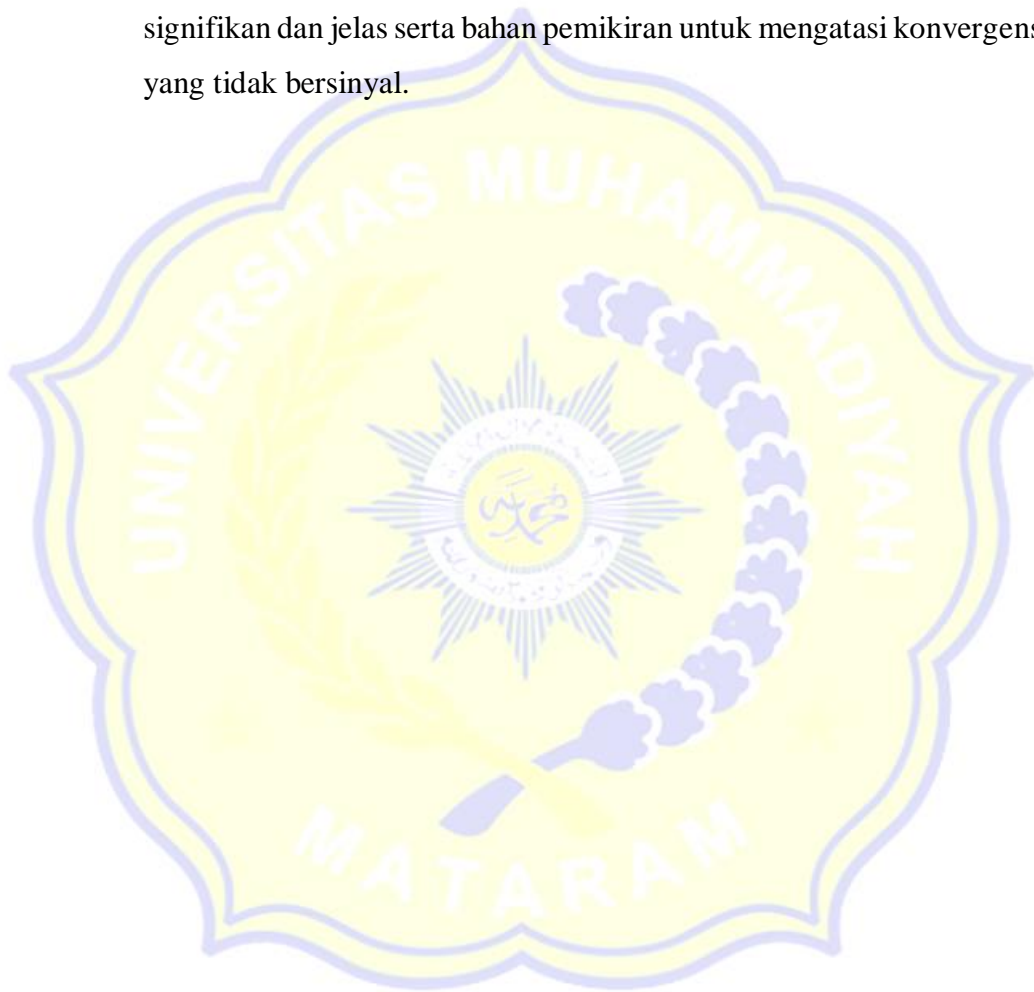 signifikan dan jelas serta bahan pemikiran untuk mengatasi konvergens
yang tidak bersinyal.
UNIVERSITAS MUHAMMADIYAH
MATARAM